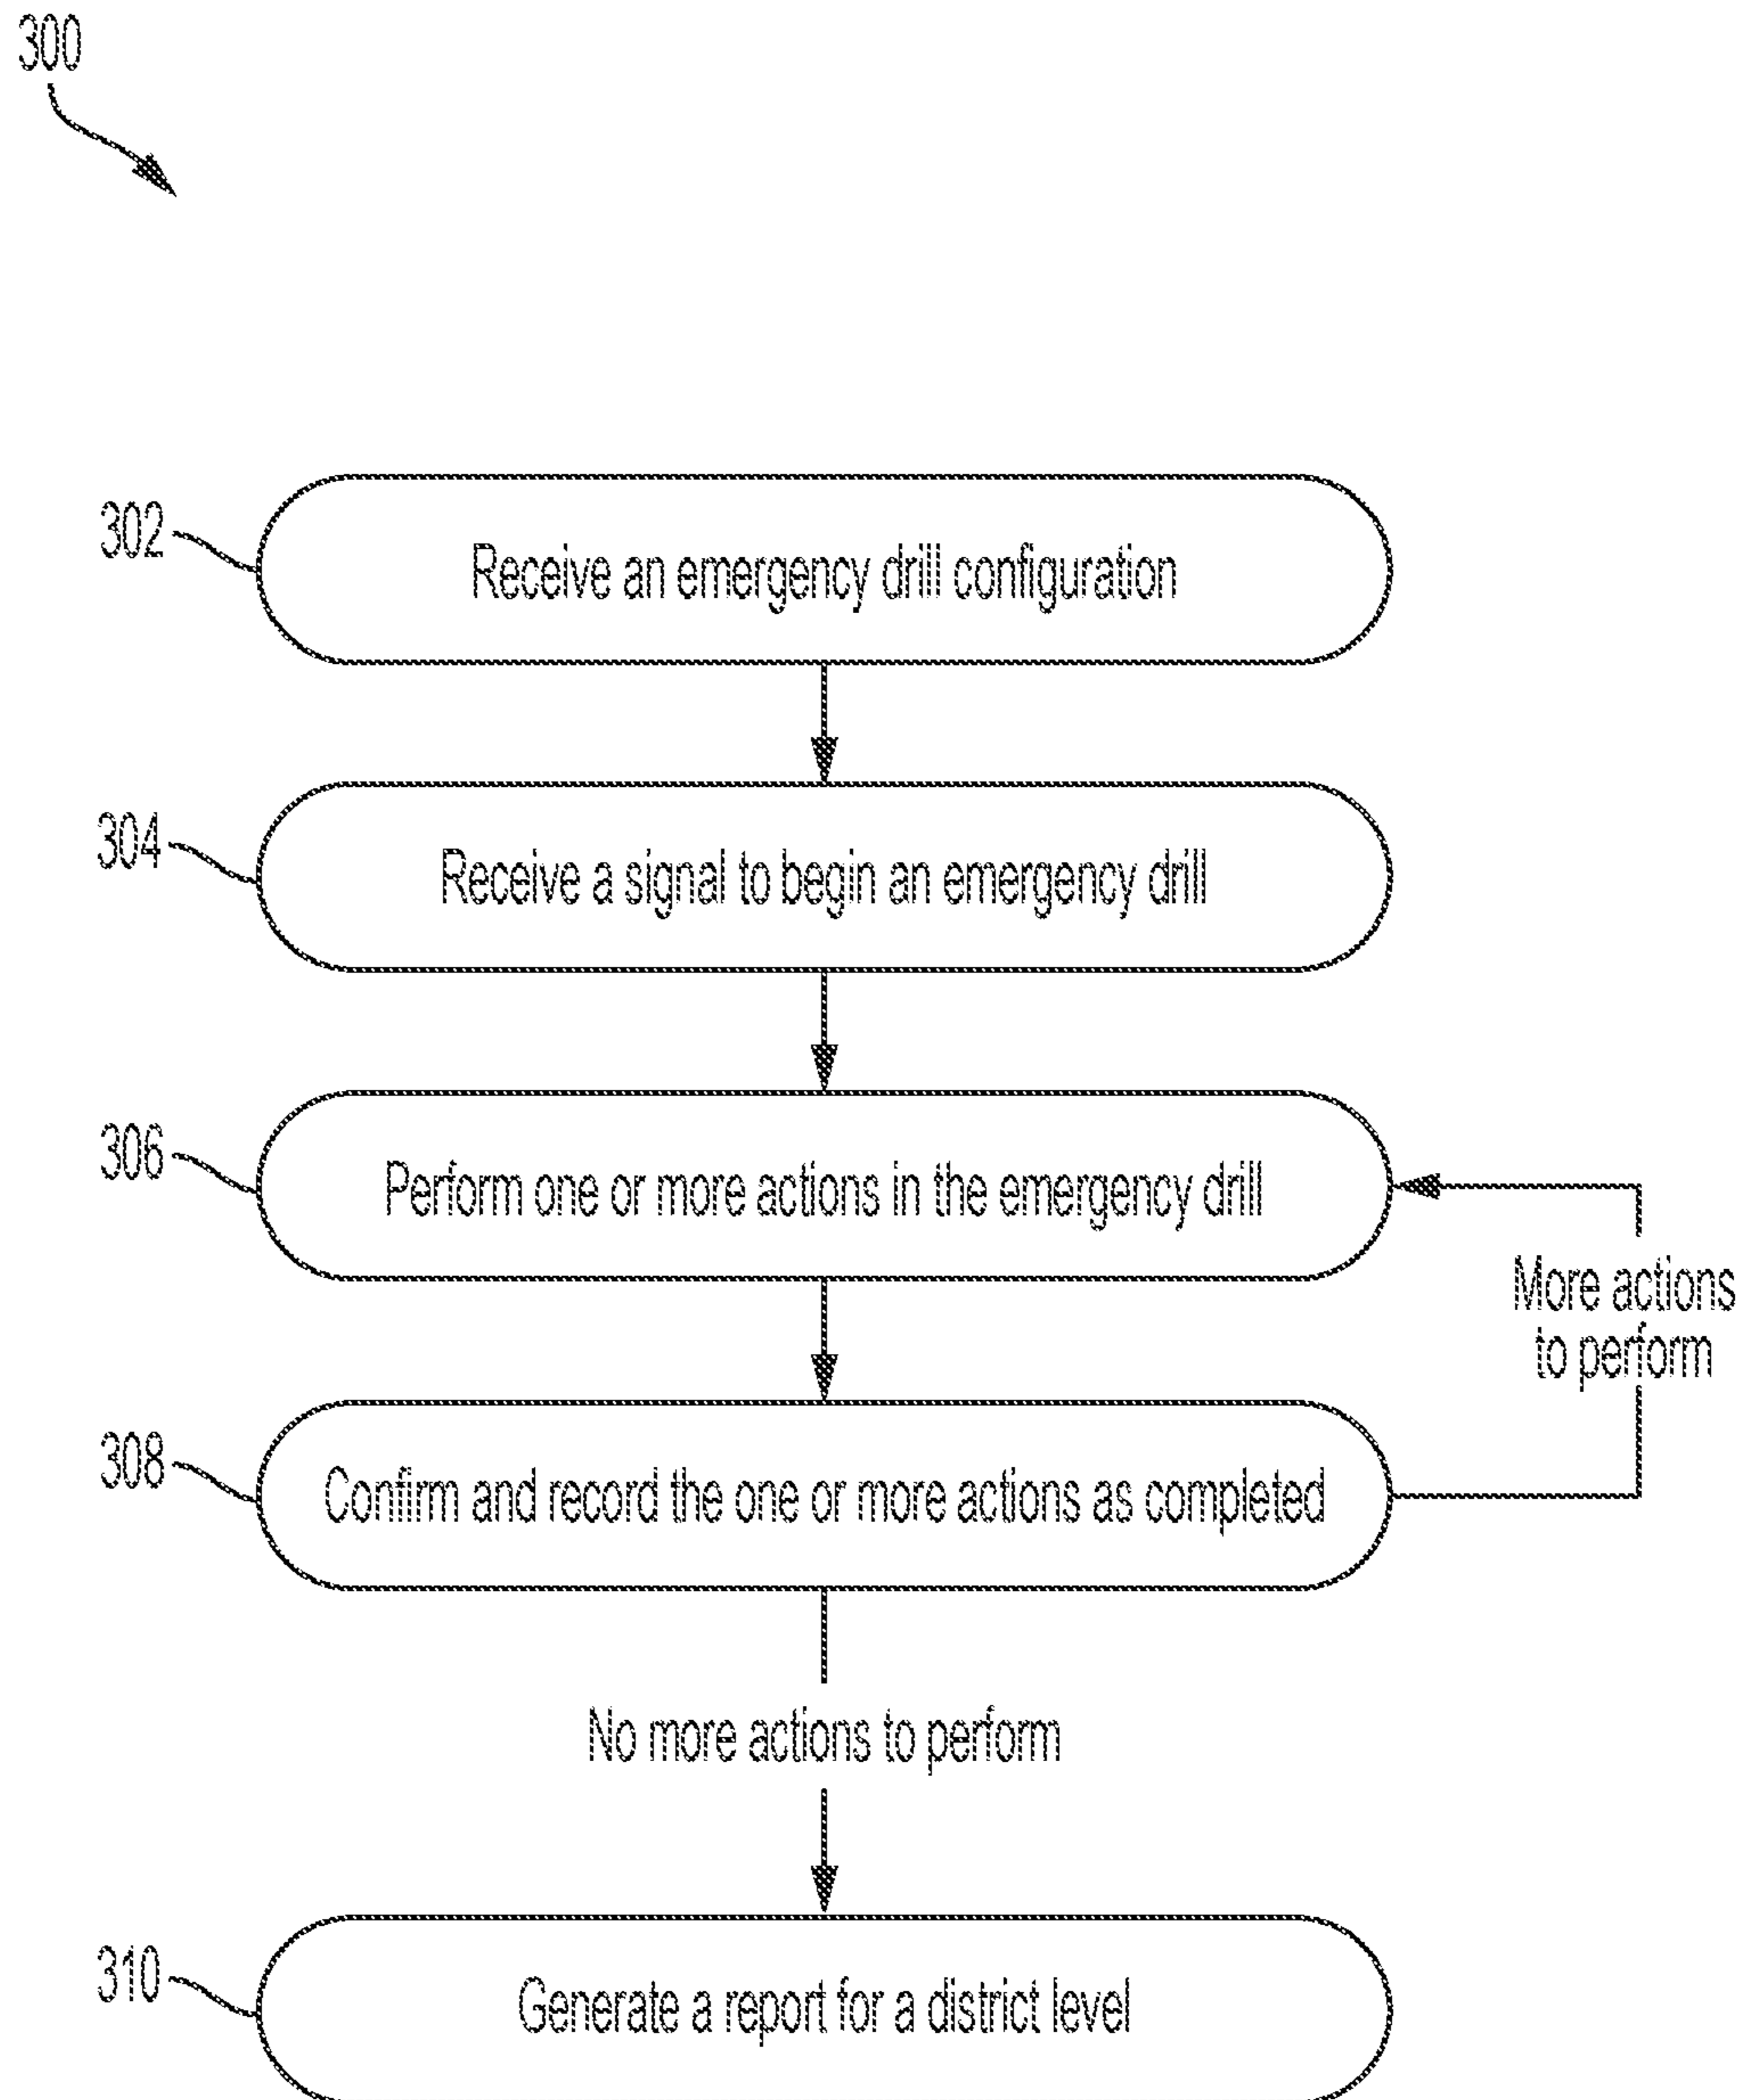 300
302
Receive an emergency drill configuration
304
Receive a signal to begin an emergency drill
306
Perform one or more actions in the emergency drill
More actions
to perform
308
Confirm and record the one or more actions as completed
No more actions to perform
310
Generate a report for a district level